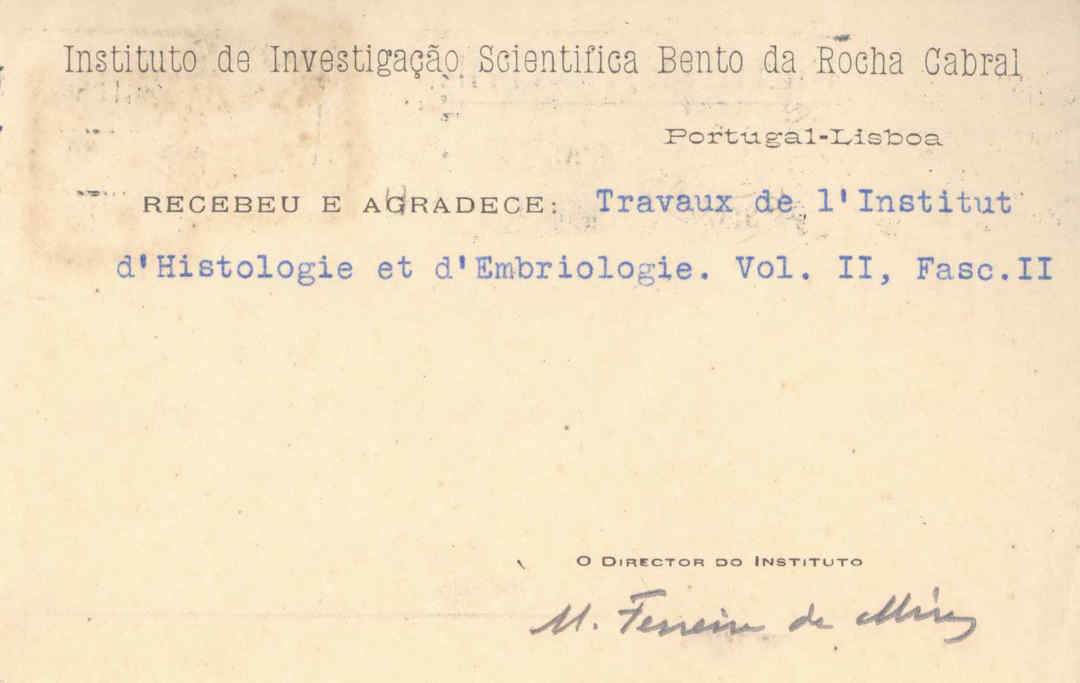 Instituto de Investigação Scientifica Bento da Rocha Cabral
Portugal-Lisboa
RECEBEU E AGRADECE: Travaux de l'Institut
d'Histologie et d'Embriologie. Vol. II, Fasc.II
O DIRECTOR DO INSTITUTO
M. Ferreira de Mira